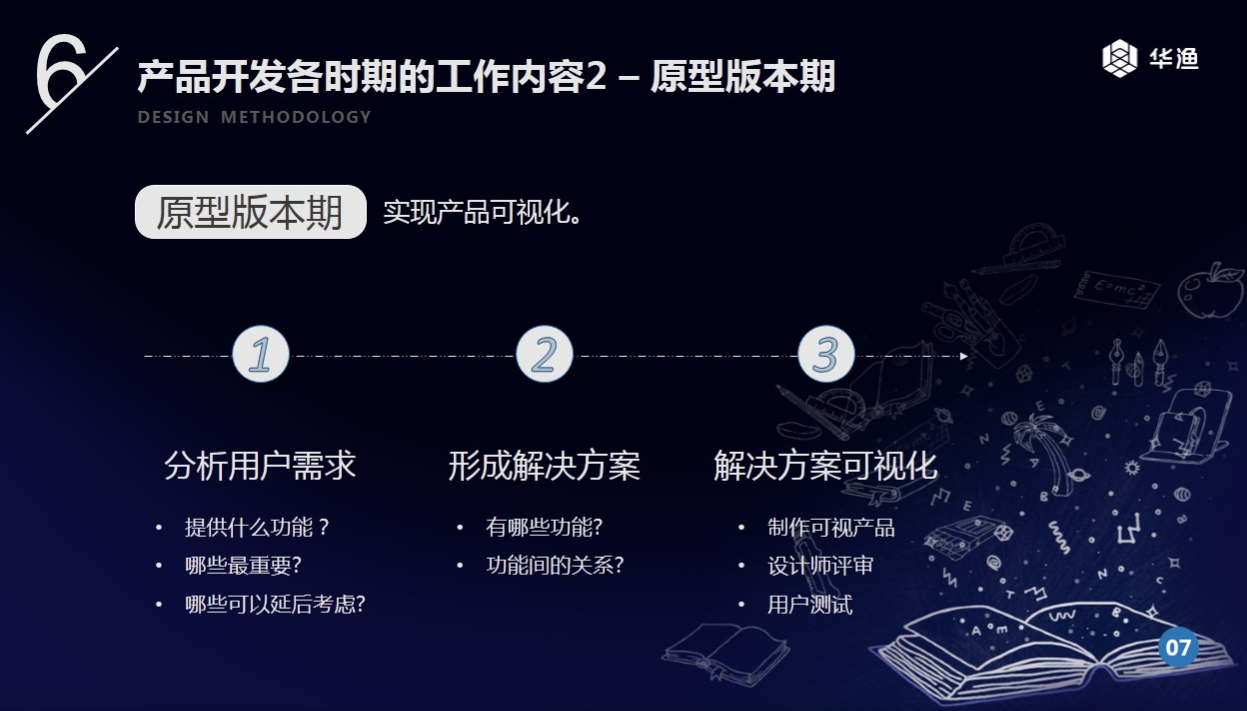 6
产品开发各时期的工作内容2 – 原型版本期
DESIGN METHODOLOGY
华渔
原型版本期 实现产品可视化。
1
2
3
分析用户需求
• 提供什么功能？
• 哪些最重要?
• 哪些可以延后考虑?
形成解决方案
• 有哪些功能?
• 功能间的关系?
解决方案可视化
• 制作可视产品
• 设计师评审
• 用户测试
E=mc²
07